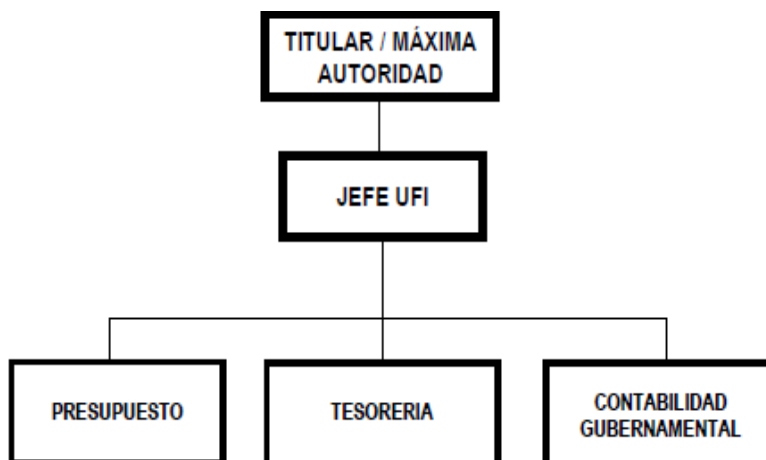 TITULAR / MÁXIMA
AUTORIDAD
JEFE UFI
PRESUPUESTO
TESORERIA
CONTABILIDAD
GUBERNAMENTAL